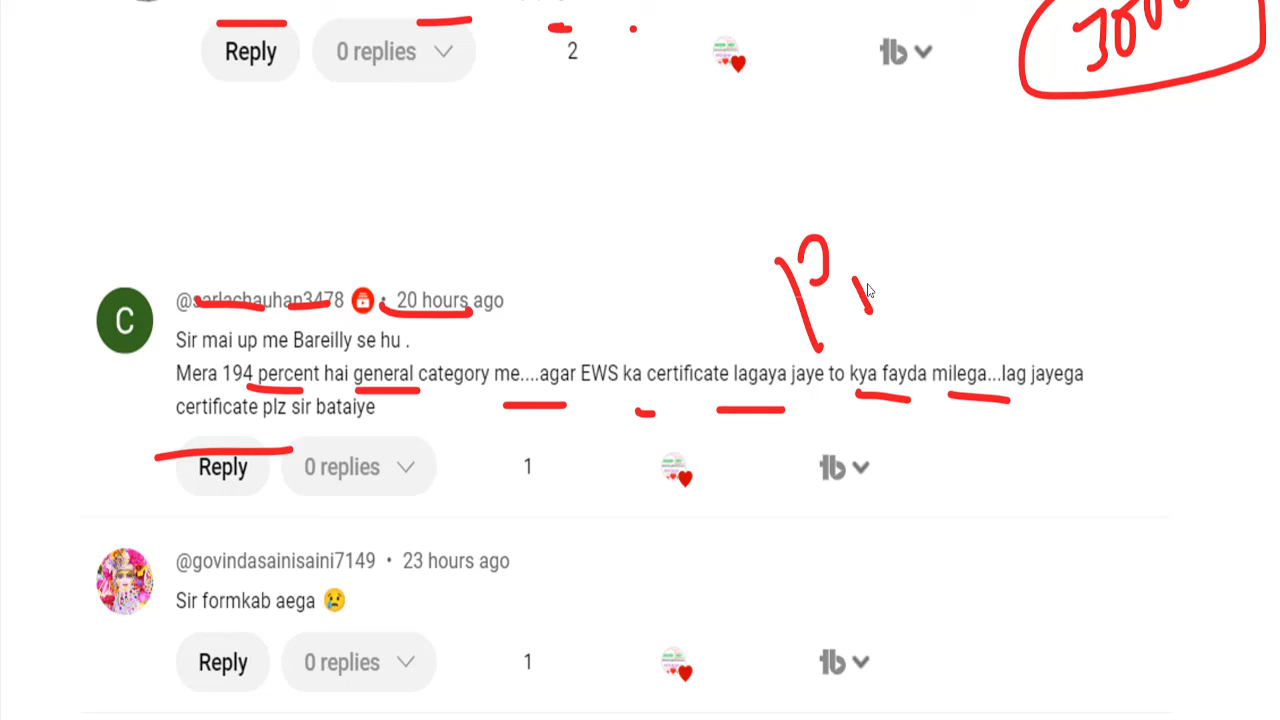 3000
Reply 0 replies 2
C @sarlachauhan3478 • 20 hours ago
Sir mai up me Bareilly se hu .
Mera 194 percent hai general category me....agar EWS ka certificate lagaya jaye to kya fayda milega...lag jayega
certificate plz sir bataiye
Reply 0 replies 1
@govindasainisaini7149 • 23 hours ago
Sir formkab aega 😢
Reply 0 replies 1